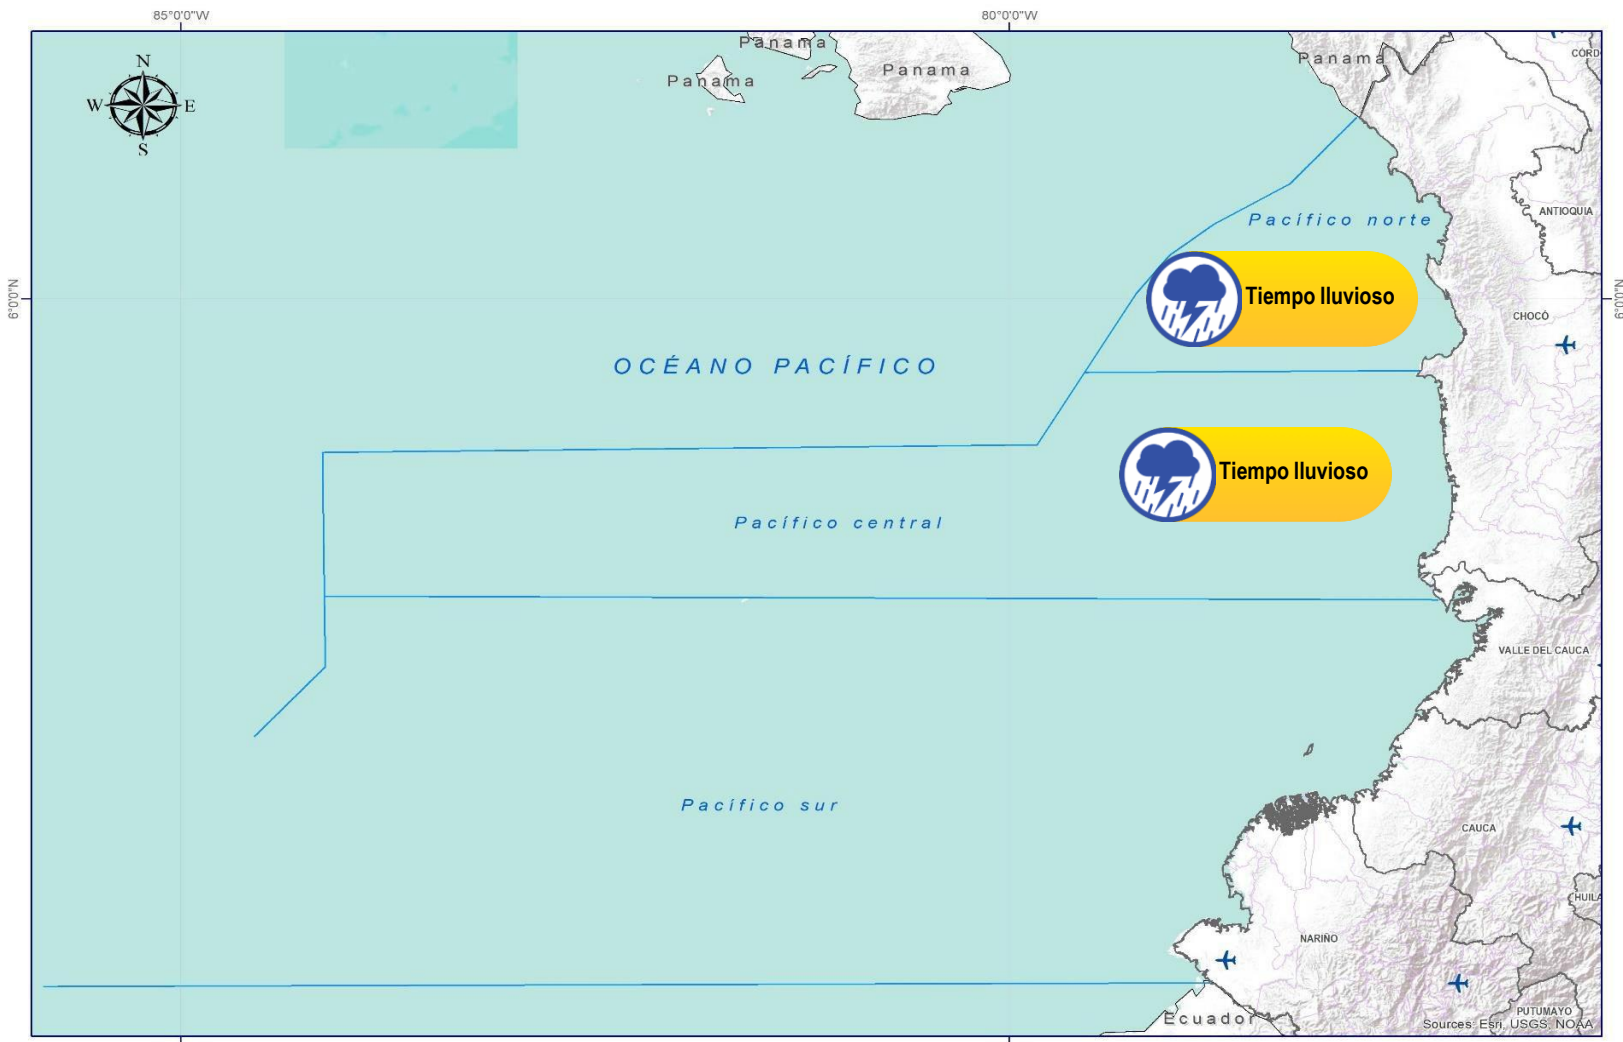 85°0'0"W
80°0'0"W
Panama
Panama
Panama
Panama
CÓRD
N
W
E
S
ANTIOQUIA
Pacífico norte
6°0'0"N
6°0'0"N
Tiempo lluvioso
CHOCÓ
OCÉANO PACÍFICO
Tiempo lluvioso
Pacífico central
VALLE DEL CAUCA
Pacífico sur
CAUCA
HUILA
NARIÑO
PUTUMAYO
Ecuador
Sources: Esri, USGS, NOAA